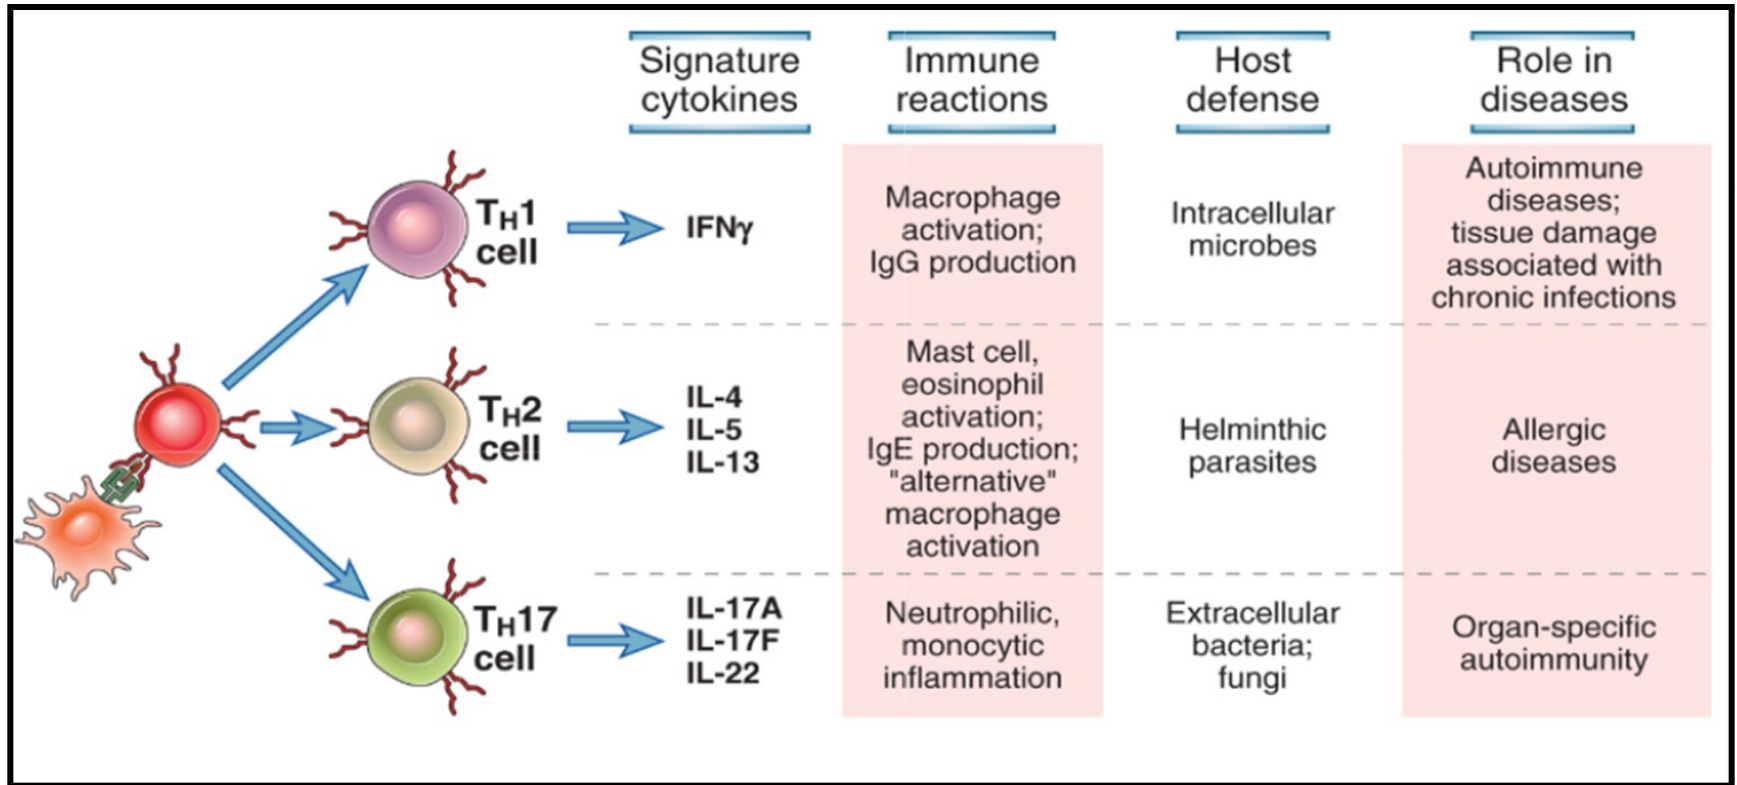 Signature
cytokines
Immune
reactions
Host
defense
Role in
diseases
TH1
cell
IFNγ
Macrophage
activation;
IgG production
Intracellular
microbes
Autoimmune
diseases;
tissue damage
associated with
chronic infections
TH2
cell
IL-4
IL-5
IL-13
Mast cell,
eosinophil
activation;
IgE production;
"alternative"
macrophage
activation
Helminthic
parasites
Allergic
diseases
TH17
cell
IL-17A
IL-17F
IL-22
Neutrophilic,
monocytic
inflammation
Extracellular
bacteria;
fungi
Organ-specific
autoimmunity